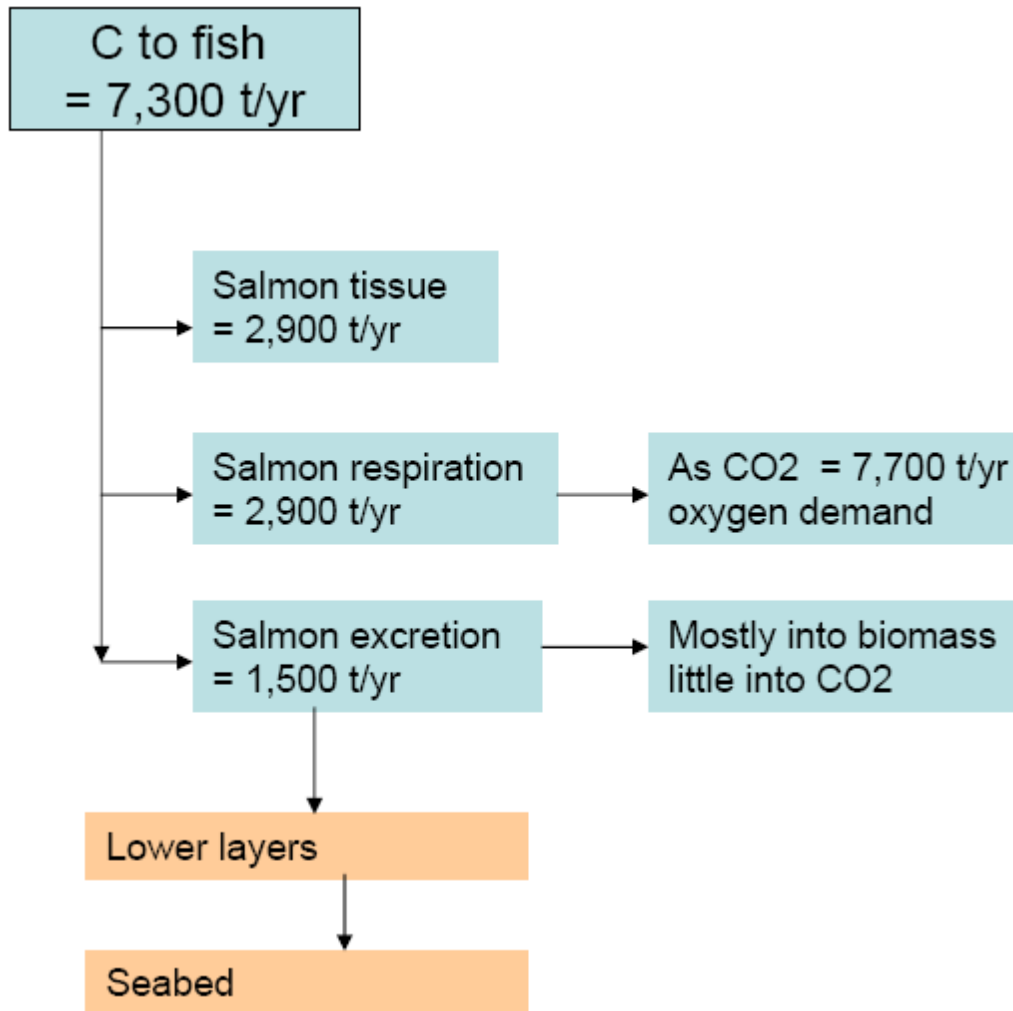 C to fish
= 7,300 t/yr
Salmon tissue
= 2,900 t/yr
Salmon respiration
= 2,900 t/yr
As CO2  = 7,700 t/yr
oxygen demand
Salmon excretion
= 1,500 t/yr
Mostly into biomass
little into CO2
Lower layers
Seabed